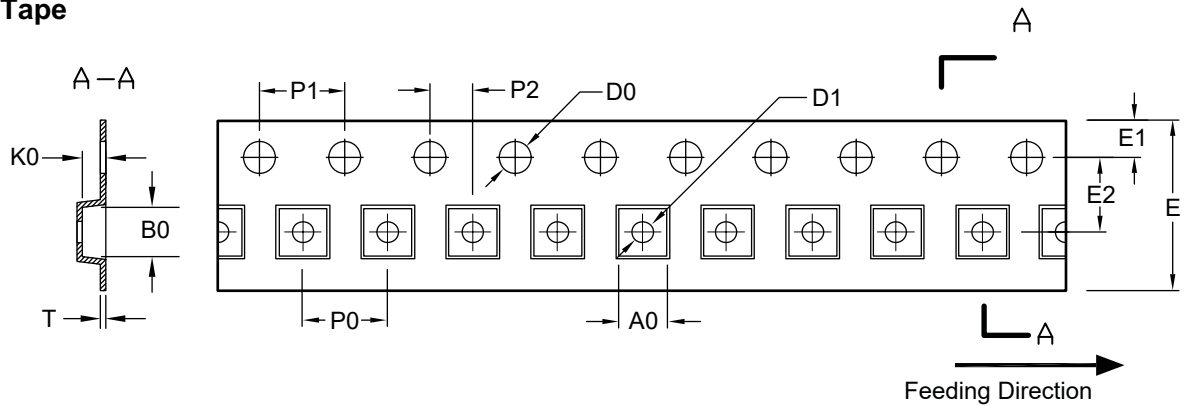 Tape
A
A-A
P1
P2
D0
D1
E1
K0
E2
E
B0
T
P0
A0
A
Feeding Direction